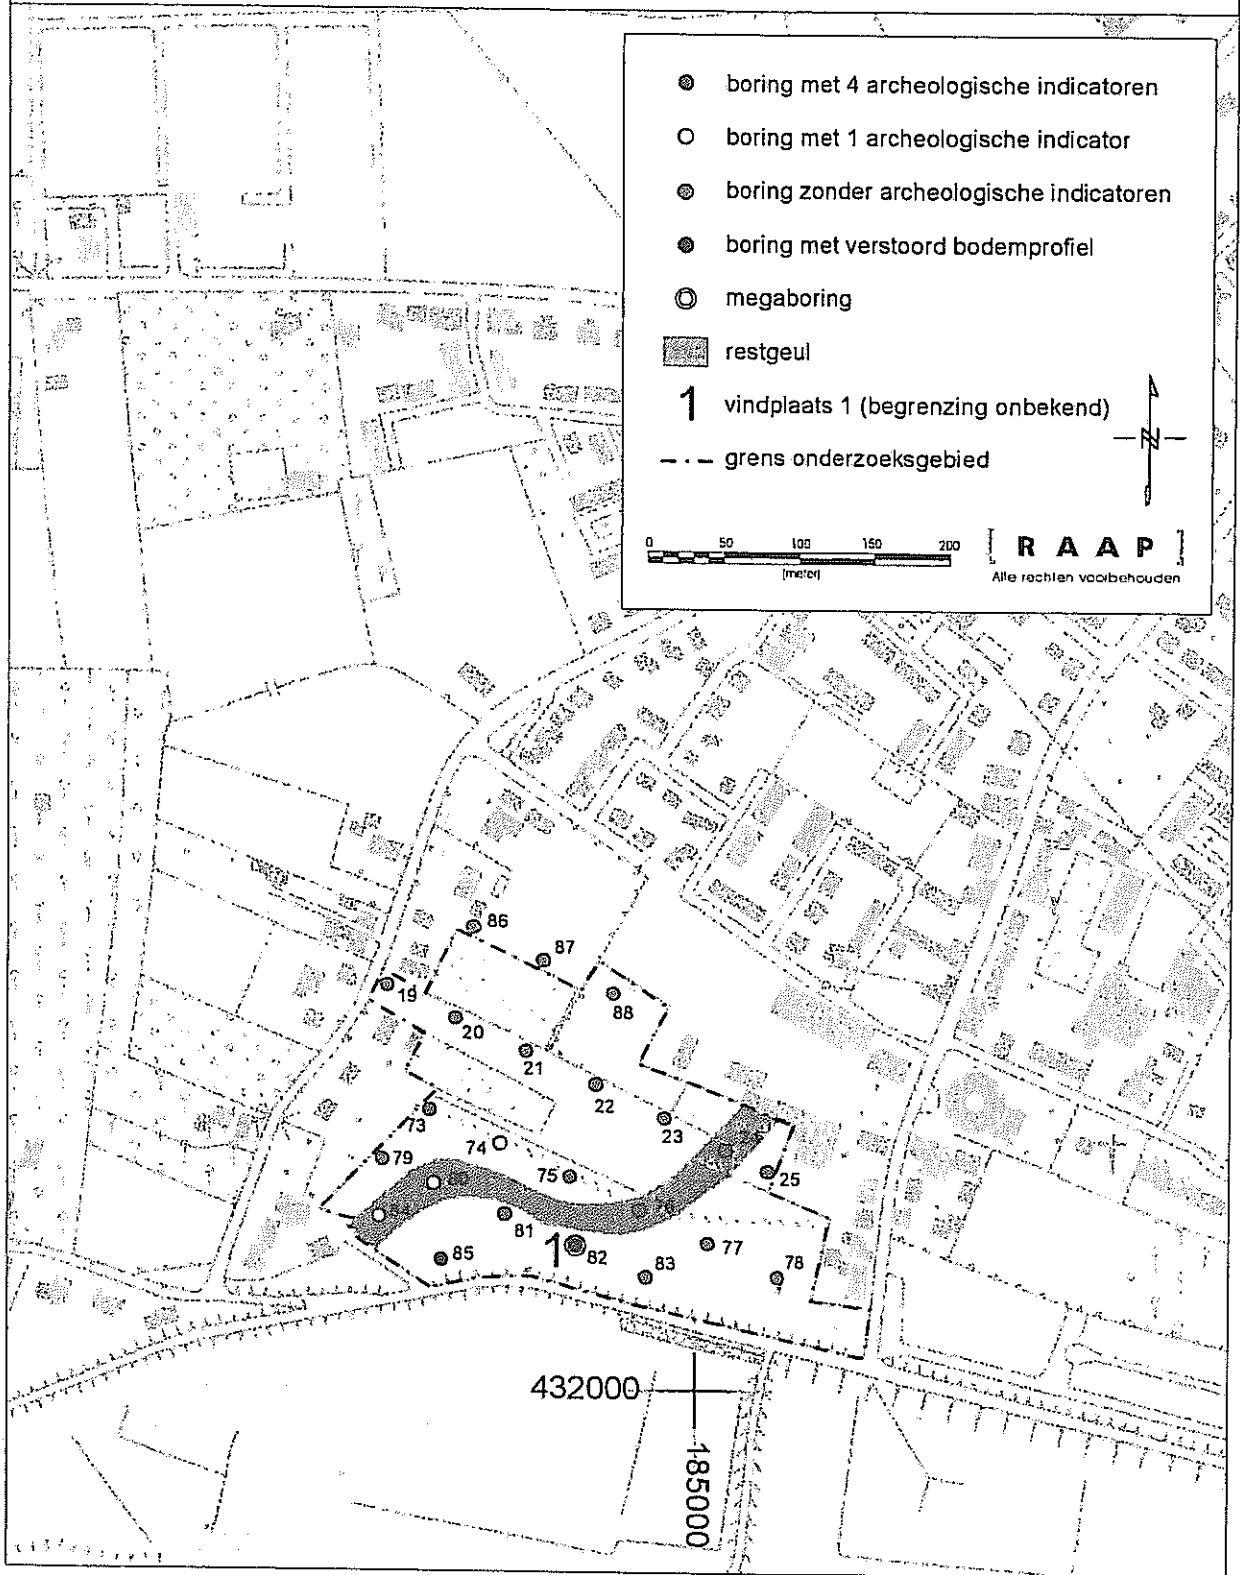 boring met 4 archeologische indicatoren
boring met 1 archeologische indicator
boring zonder archeologische indicatoren
boring met verstoord bodemprofiel
megaboring
restgeul
1 vindplaats 1 (begrenzing onbekend)
grens onderzoeksgebied
N
0 50 100 150 200
(meter)
[ R A A P ]
Alle rechten voorbehouden
86
87
19
88
20
21
22
73
23
74
79
75
25
81
1
82
77
85
83
78
432000
185000